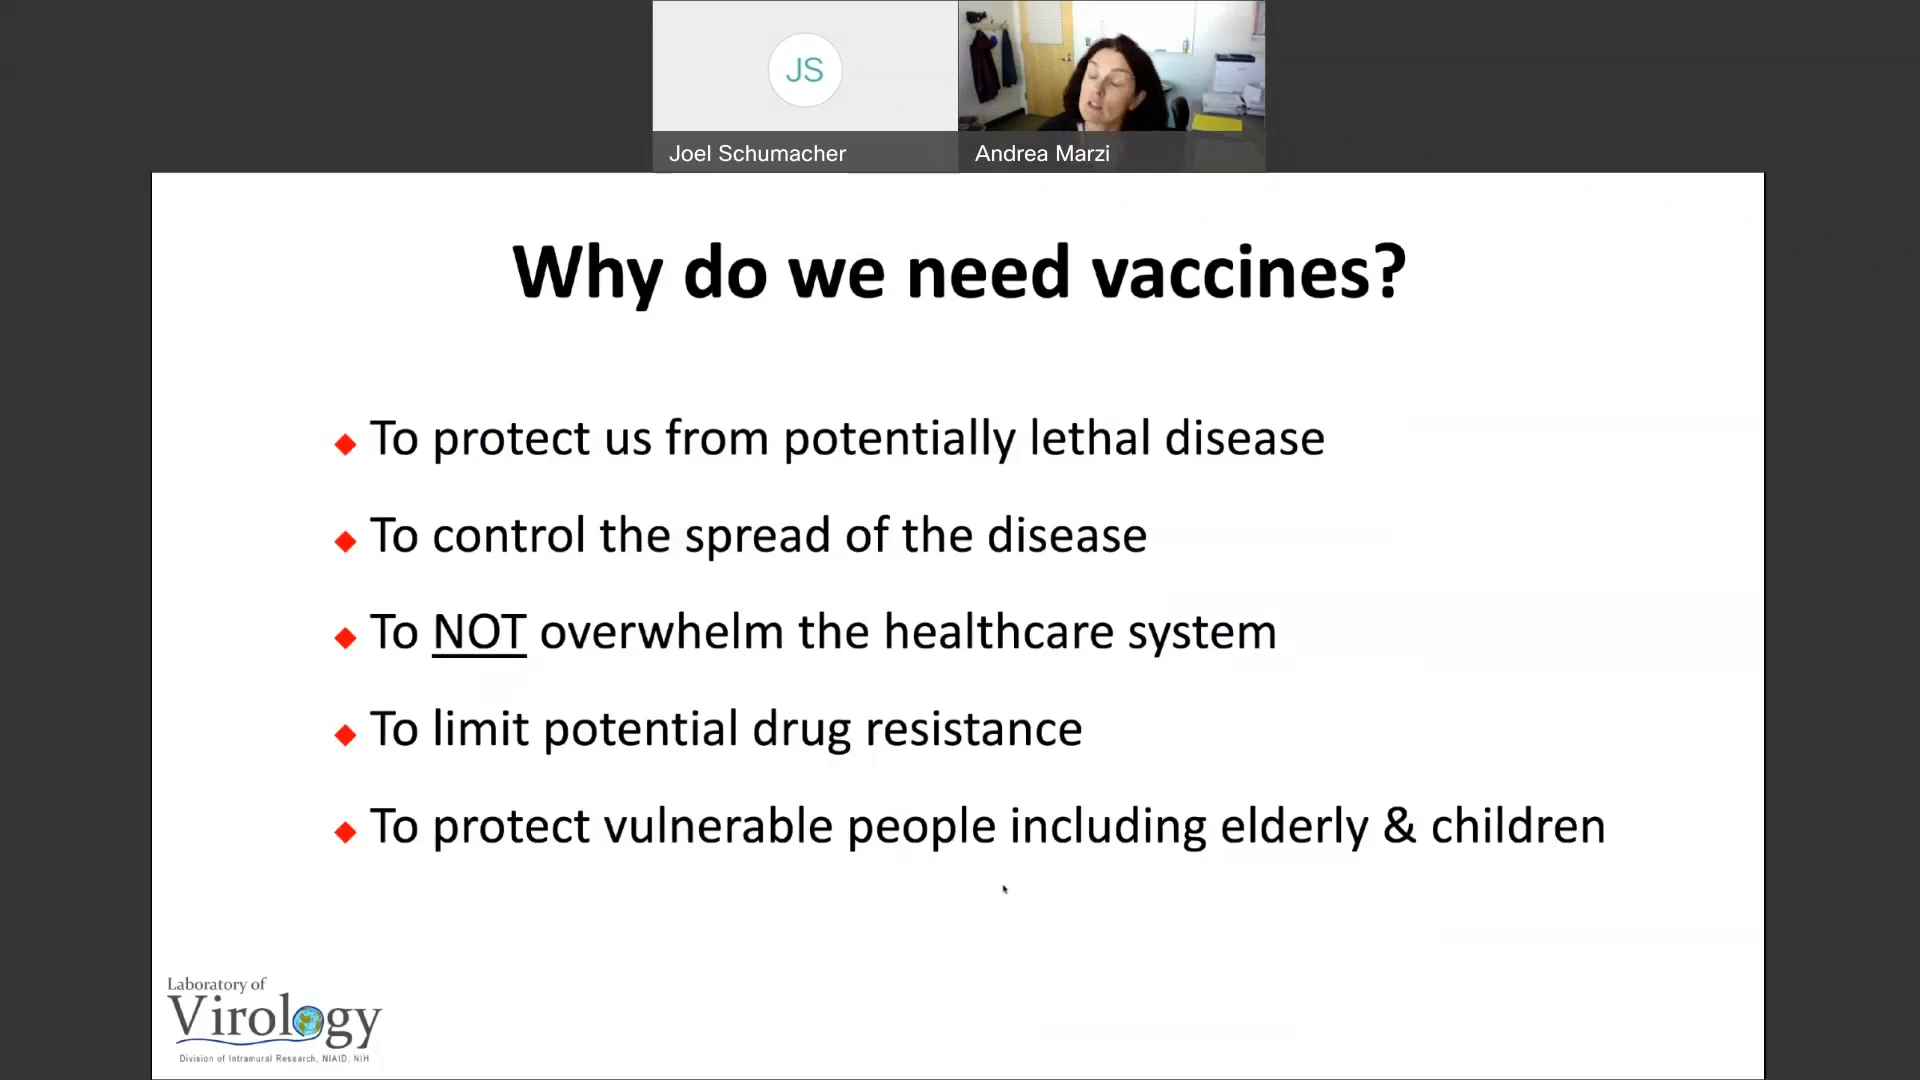 JS
Joel Schumacher
Andrea Marzi
Why do we need vaccines?
To protect us from potentially lethal disease
To control the spread of the disease
To NOT overwhelm the healthcare system
To limit potential drug resistance
To protect vulnerable people including elderly & children
Laboratory of
Virology
Division of Intramural Research, NIAID, NIH